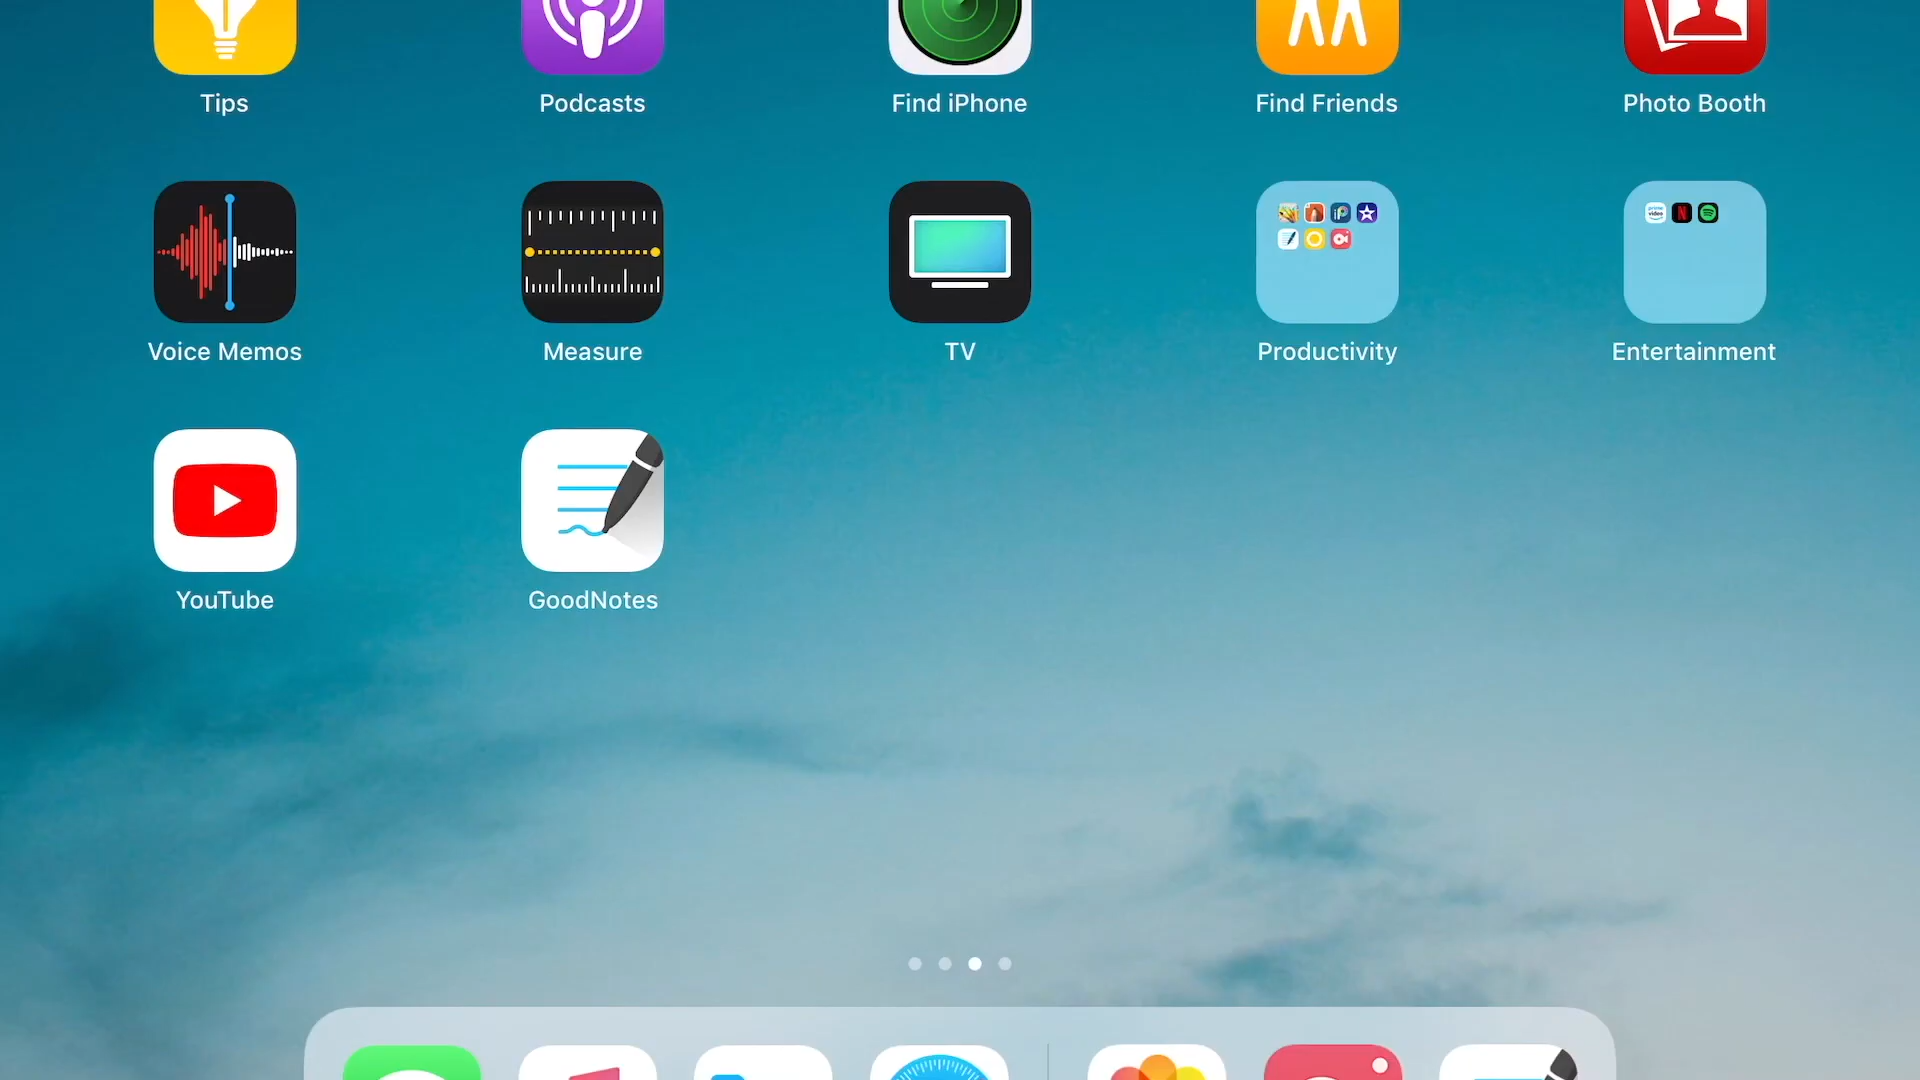 Tips
Podcasts
Find iPhone
Find Friends
Photo Booth
Voice Memos
Measure
TV
Productivity
Entertainment
YouTube
GoodNotes